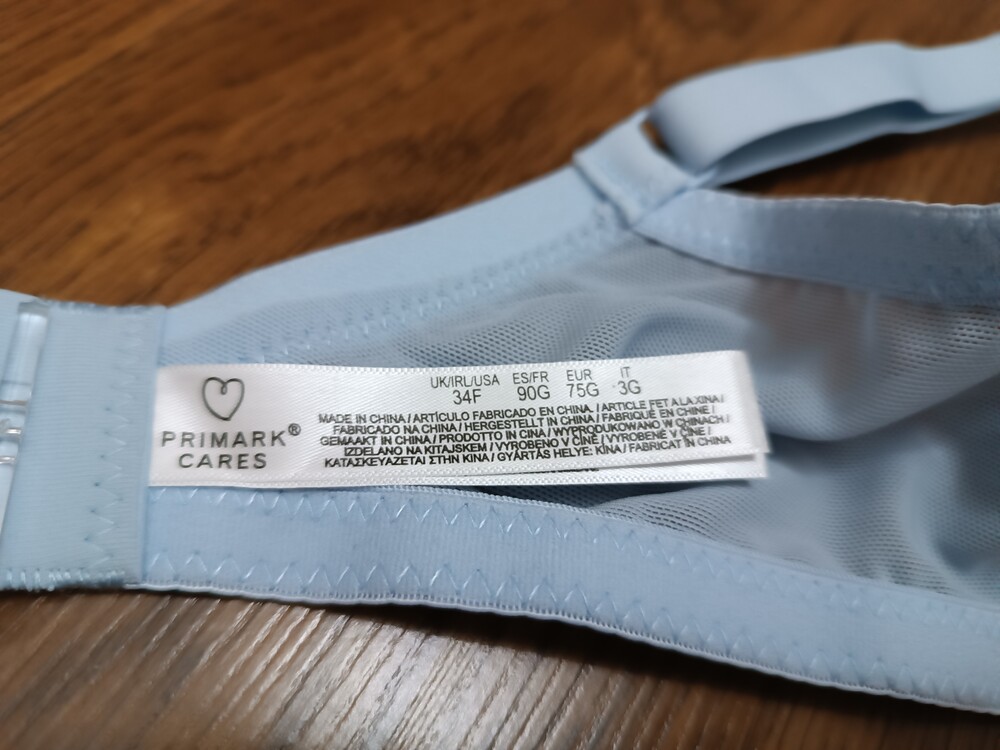 PRIMARK®
CARES
UK/IRL/USA ES/FR EUR IT
34F 90G 75G 3G
MADE IN CHINA / ARTÍCULO FABRICADO EN CHINA. / ARTICLE FET A LA XINA /
FABRICADO NA CHINA / HERGESTELLT IN CHINA / FABRIQUÉ EN CHINE /
GEMAAKT IN CHINA / PRODOTTO IN CINA / WYPRODUKOWANO W CHINACH /
IZDELANO NA KITAJSKEM / VYROBENO V ČÍNĚ / VYROBENÉ V ČÍNE /
ΚΑΤΑΣΚΕΥΑΖΕΤΑΙ ΣΤΗΝ ΚΙΝΑ / GYÁRTÁS HELYE: KÍNA / FABRICAT ÎN CHINA